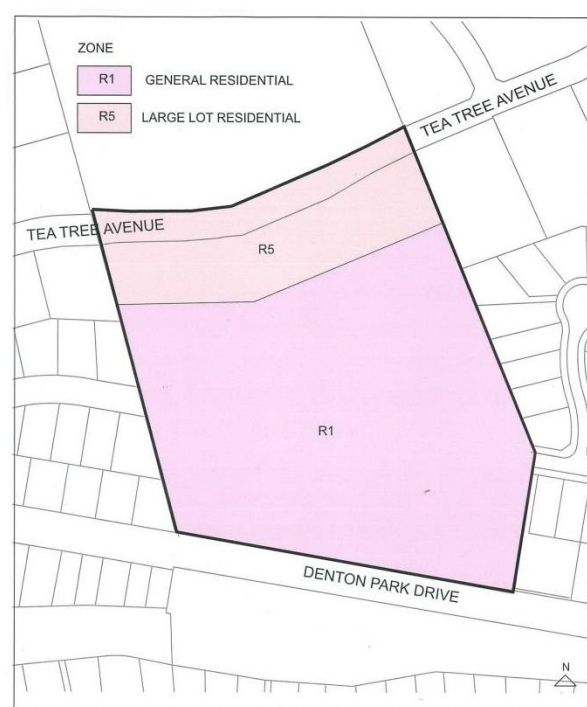 ZONE
R1 GENERAL RESIDENTIAL
R5 LARGE LOT RESIDENTIAL
TEA TREE AVENUE
TEA TREE AVENUE
R5
R1
DENTON PARK DRIVE
N